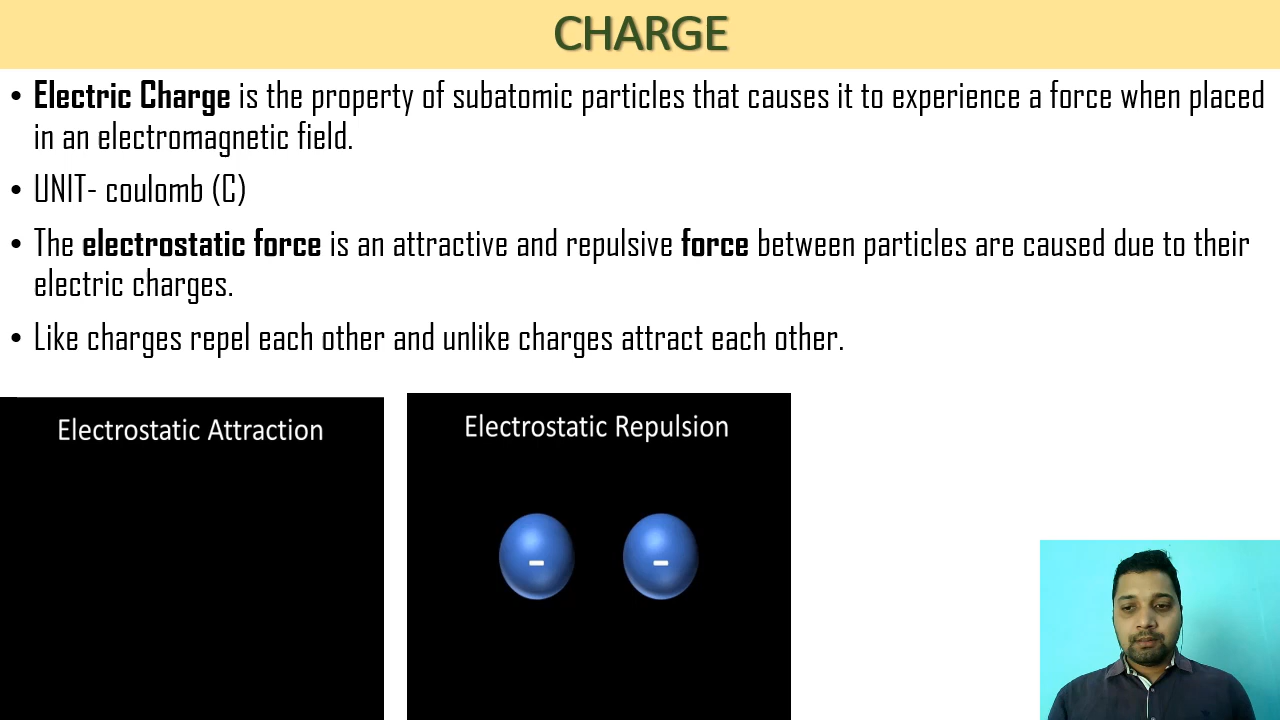 CHARGE
• Electric Charge is the property of subatomic particles that causes it to experience a force when placed
in an electromagnetic field.
• UNIT- coulomb (C)
• The electrostatic force is an attractive and repulsive force between particles are caused due to their
electric charges.
• Like charges repel each other and unlike charges attract each other.
Electrostatic Attraction
Electrostatic Repulsion
- -